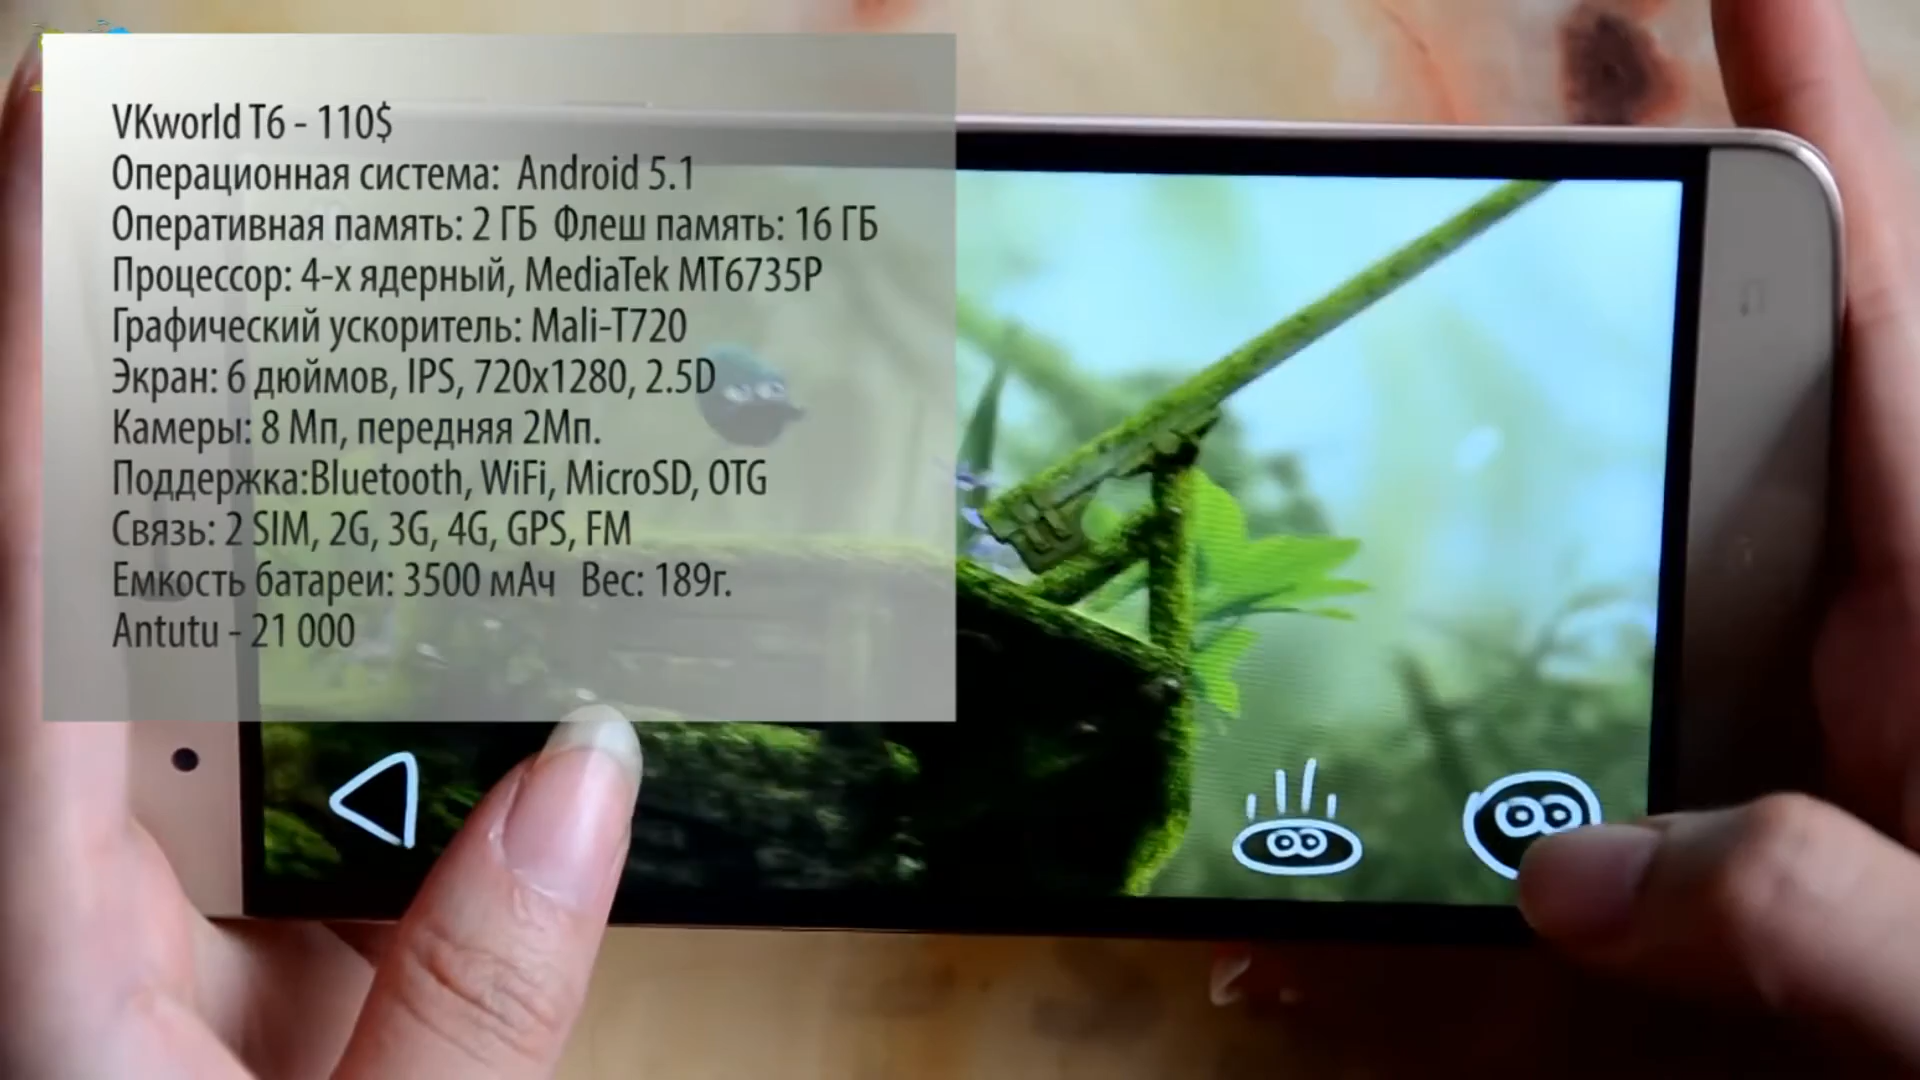 VKworld T6 - 110$
Операционная система: Android 5.1
Оперативная память: 2 ГБ Флеш память: 16 ГБ
Процессор: 4-х ядерный, MediaTek MT6735P
Графический ускоритель: Mali-T720
Экран: 6 дюймов, IPS, 720x1280, 2.5D
Камеры: 8 Мп, передняя 2Мп.
Поддержка:Bluetooth, WiFi, MicroSD, OTG
Связь: 2 SIM, 2G, 3G, 4G, GPS, FM
Емкость батареи: 3500 мАч Вес: 189г.
Antutu - 21 000